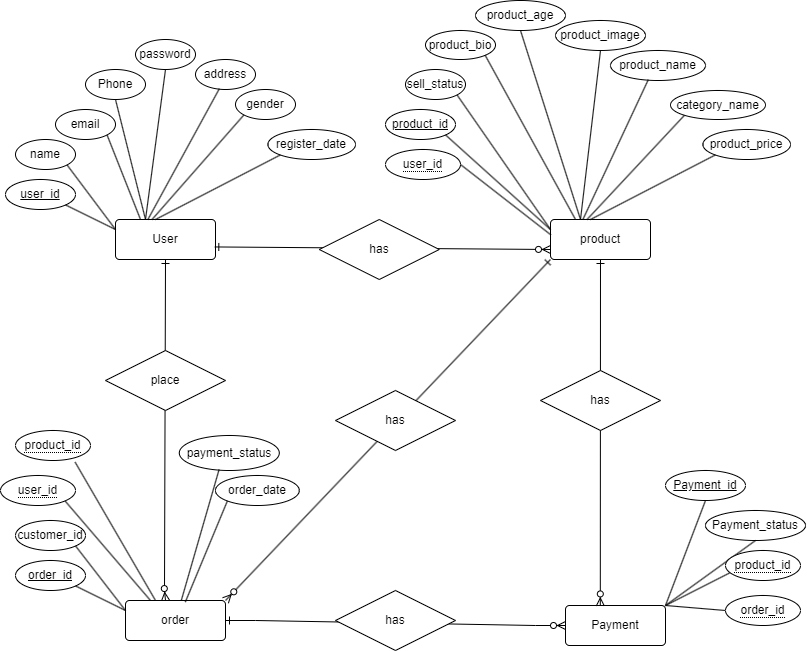 product_age
product_image
product_bio
password
product_name
address
Phone
sell_status
gender
category_name
email
product_id
register_date
product_price
name
user_id
user_id
User
has
product
place
has
has
product_id
payment_status
user_id
order_date
Payment_id
customer_id
Payment_status
order_id
product_id
order_id
order
has
Payment